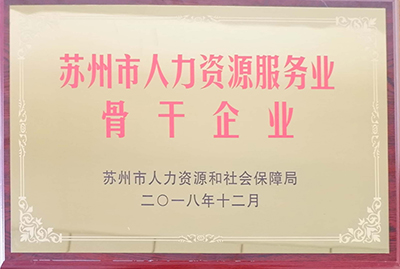 苏州市人力资源服务业
骨干企业
苏州市人力资源和社会保障局
二〇一八年十二月